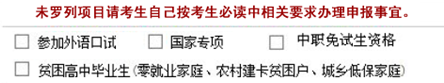 未罗列项目请考生自己按考生必读中相关要求办理申报事宜。
参加外语口试 国家专项 中职免试生资格
贫困高中毕业生(零就业家庭、农村建卡贫困户、城乡低保家庭)